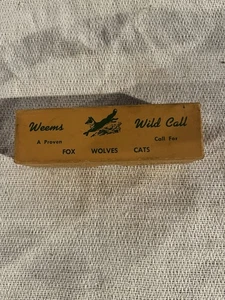 Weems Wild Call
A Proven Call For
FOX WOLVES CATS